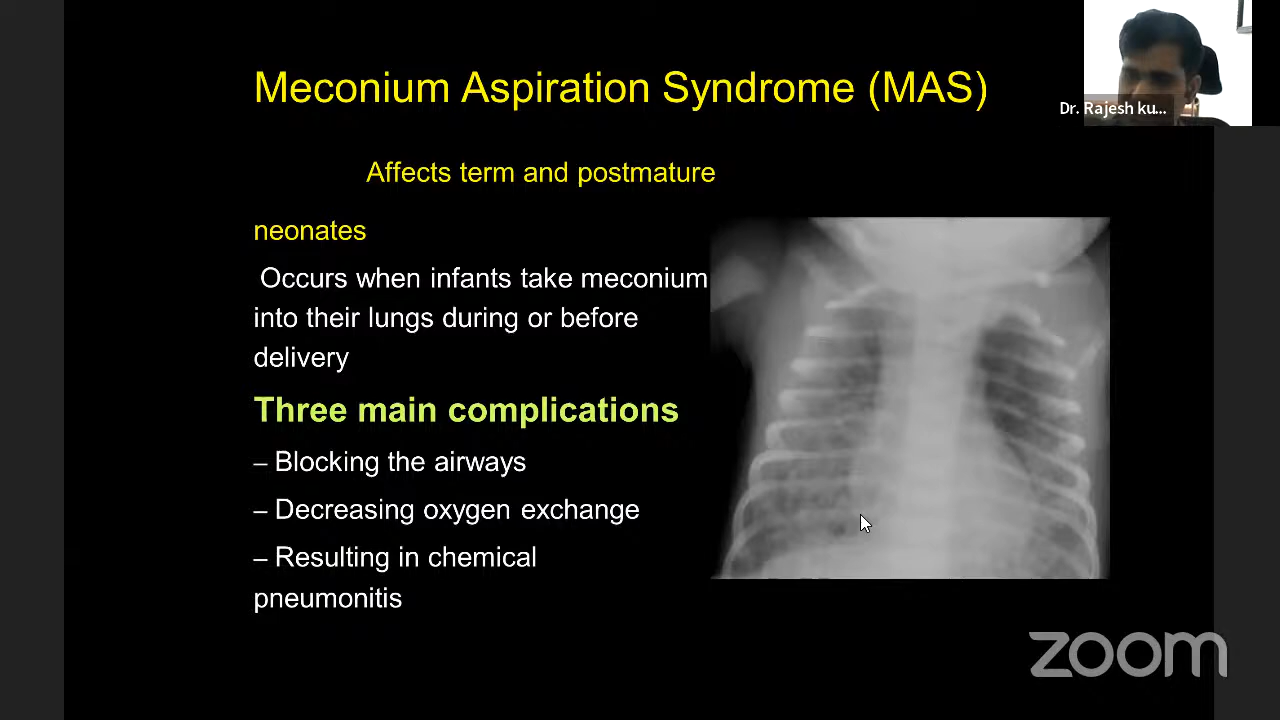 Meconium Aspiration Syndrome (MAS)
Dr. Rajesh ku...
Affects term and postmature
neonates
Occurs when infants take meconium
into their lungs during or before
delivery
Three main complications
– Blocking the airways
– Decreasing oxygen exchange
– Resulting in chemical
pneumonitis
zoom